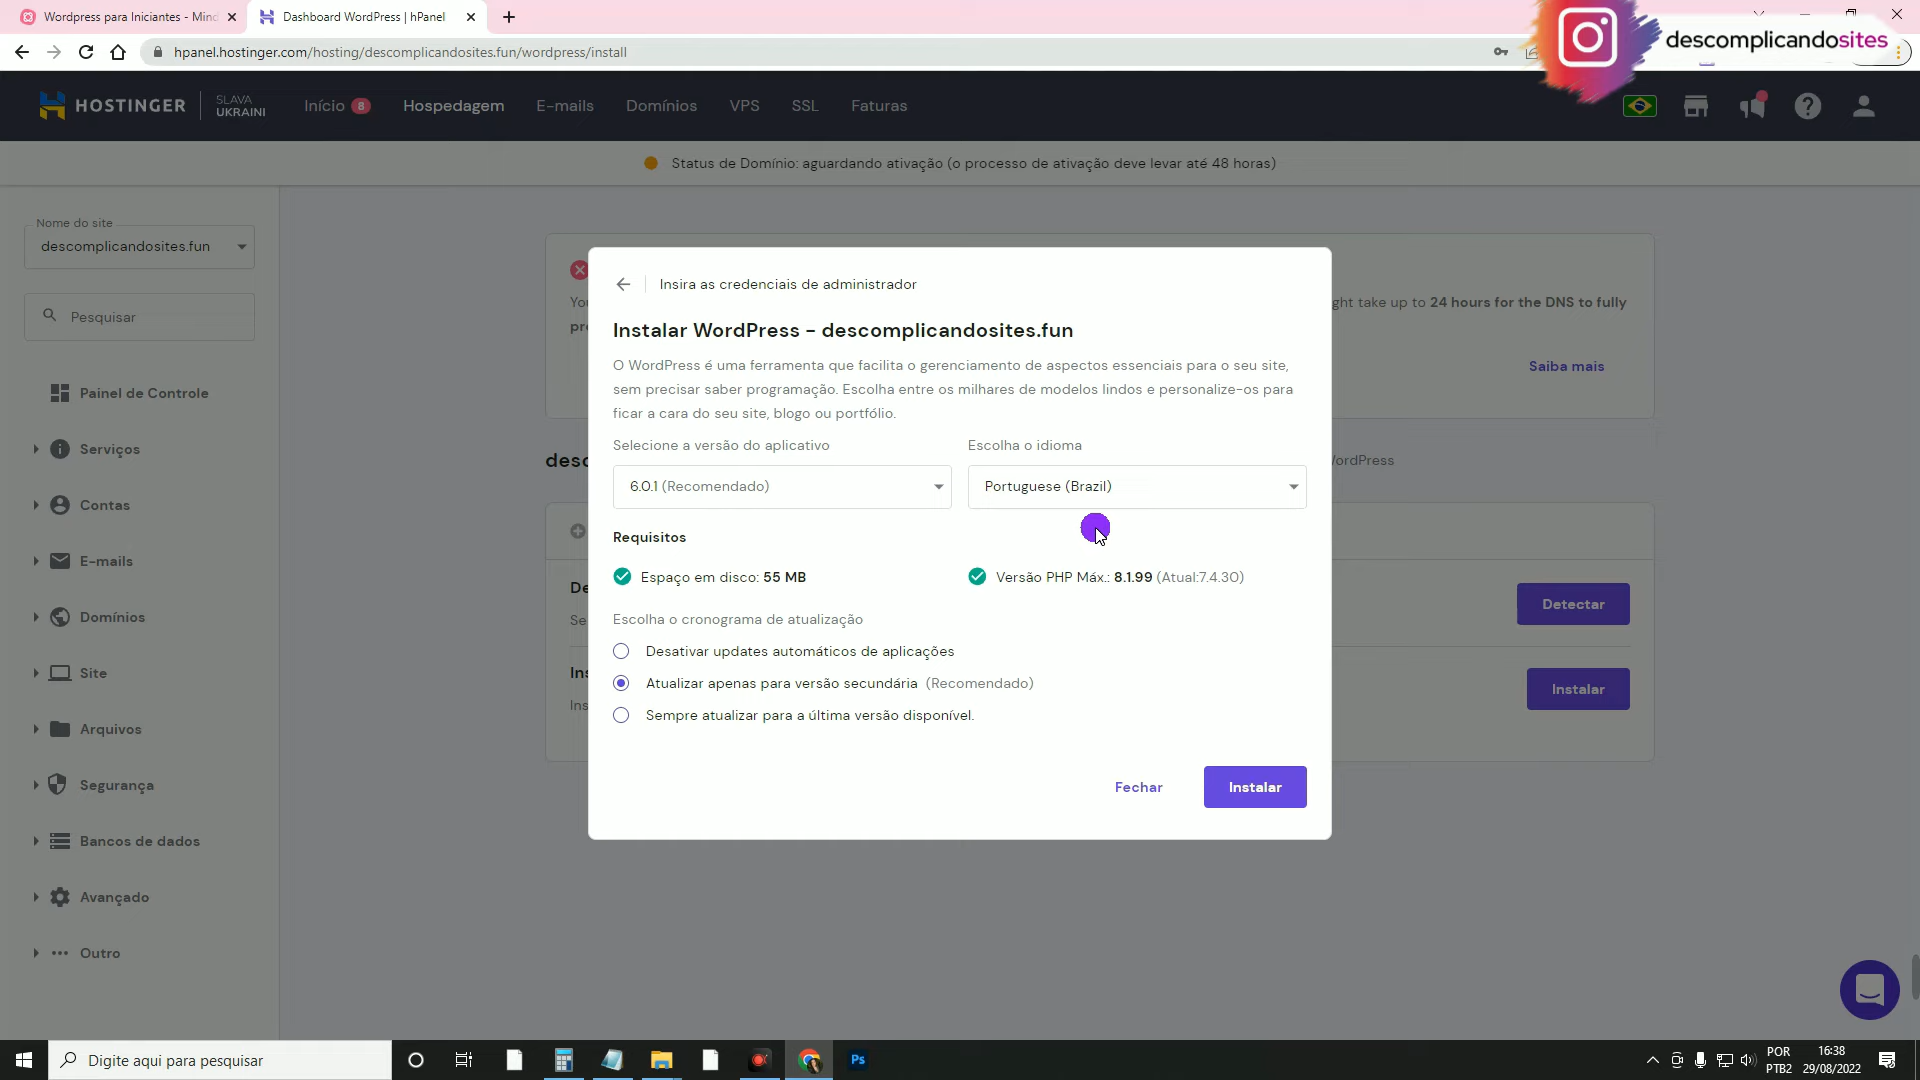 Wordpress para Iniciantes - Mind
Dashboard WordPress | hPanel
hpanel.hostinger.com/hosting/descomplicandosites.fun/wordpress/install
descomplicandosites
HOSTINGER
SLAVA
UKRAINI
Início 8
Hospedagem
E-mails
Domínios
VPS
SSL
Faturas
Status de Domínio: aguardando ativação (o processo de ativação deve levar até 48 horas)
Nome do site
descomplicandosites.fun
Pesquisar
Painel de Controle
Serviços
Contas
E-mails
Domínios
Site
Arquivos
Segurança
Bancos de dados
Avançado
Outro
ght take up to 24 hours for the DNS to fully
Saiba mais
Detectar
Instalar
Insira as credenciais de administrador
Instalar WordPress - descomplicandosites.fun
O WordPress é uma ferramenta que facilita o gerenciamento de aspectos essenciais para o seu site,
sem precisar saber programação. Escolha entre os milhares de modelos lindos e personalize-os para
ficar a cara do seu site, blogo ou portfólio.
Selecione a versão do aplicativo
Escolha o idioma
6.0.1 (Recomendado)
Portuguese (Brazil)
Requisitos
Espaço em disco: 55 MB
Versão PHP Máx.: 8.1.99 (Atual:7.4.30)
Escolha o cronograma de atualização
Desativar updates automáticos de aplicações
Atualizar apenas para versão secundária (Recomendado)
Sempre atualizar para a última versão disponível.
Fechar
Instalar
Digite aqui para pesquisar
Ps
POR
PTB2
16:38
29/08/2022